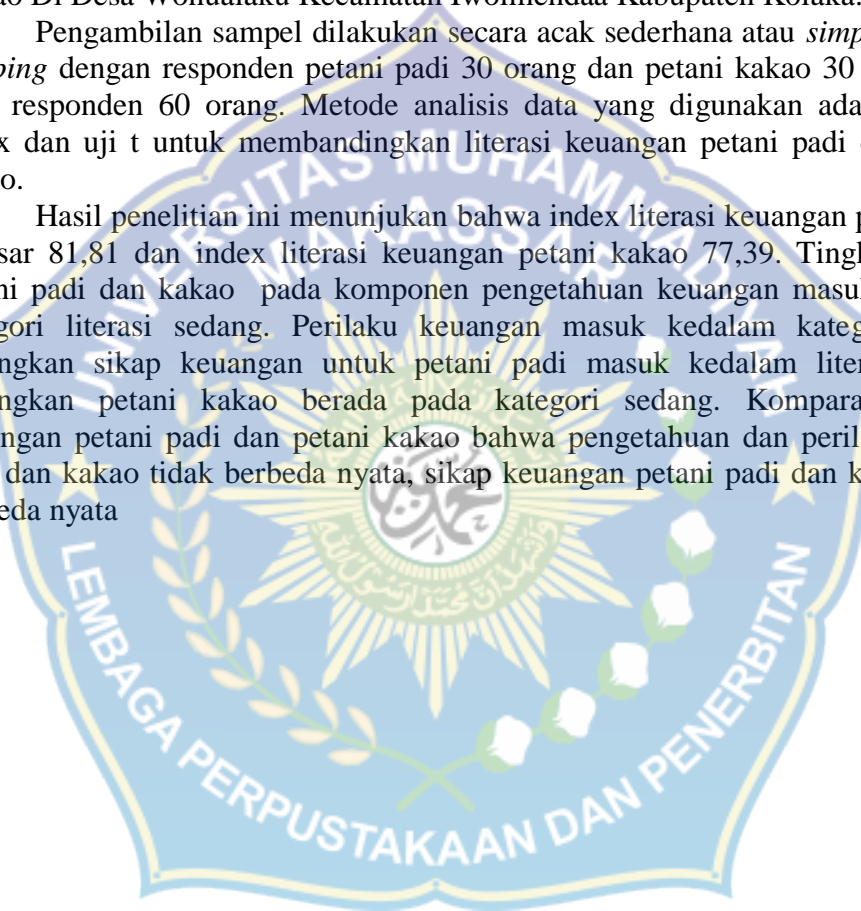 ao Di Desa Wonualaku Kecamatan Iwoimendaa Kabupaten Kolaka.
Pengambilan sampel dilakukan secara acak sederhana atau simp
ping dengan responden petani padi 30 orang dan petani kakao 30
responden 60 orang. Metode analisis data yang digunakan ada
x dan uji t untuk membandingkan literasi keuangan petani padi
o.
Hasil penelitian ini menunjukan bahwa index literasi keuangan p
sar 81,81 dan index literasi keuangan petani kakao 77,39. Tingl
ni padi dan kakao pada komponen pengetahuan keuangan masuk
gori literasi sedang. Perilaku keuangan masuk kedalam kateg
ngkan sikap keuangan untuk petani padi masuk kedalam liter
ngkan petani kakao berada pada kategori sedang. Kompara
ngan petani padi dan petani kakao bahwa pengetahuan dan peril
dan kakao tidak berbeda nyata, sikap keuangan petani padi dan k
eda nyata
UNIVERSITAS MUHAMMADIYAH
MAKASSAR
LEMBAGA PERPUSTAKAAN DAN PENERBITAN